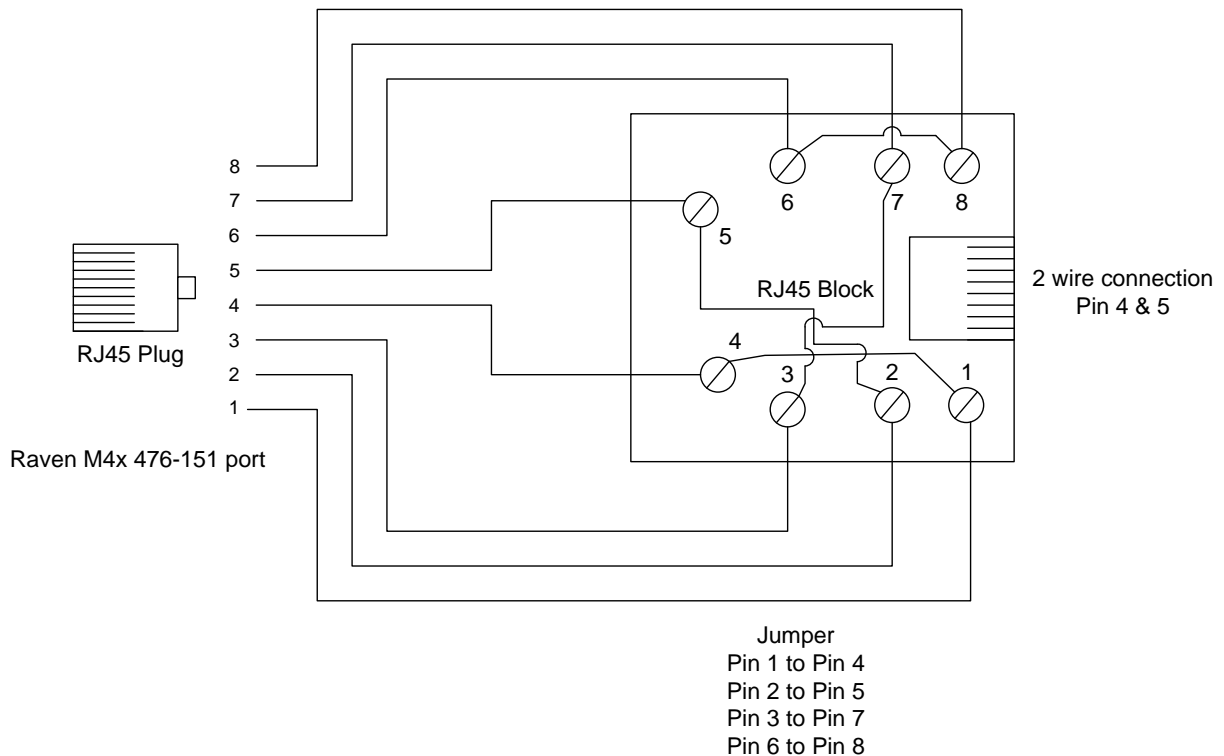 8
7
6
5
4
3
2
1
RJ45 Plug
Raven M4x 476-151 port
6
7
8
5
RJ45 Block
4
3
2
1
2 wire connection
Pin 4 & 5
Jumper
Pin 1 to Pin 4
Pin 2 to Pin 5
Pin 3 to Pin 7
Pin 6 to Pin 8